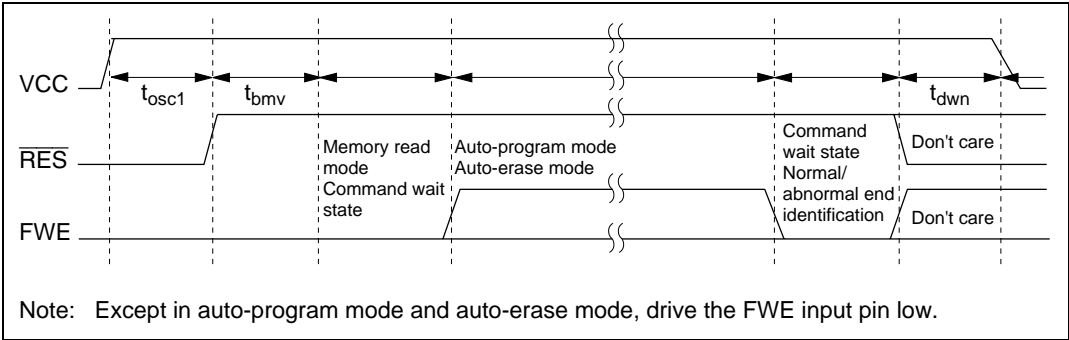 VCC
tosc1
tbmv
tdwn
RES
Memory read
mode
Command wait
state
Auto-program mode
Auto-erase mode
Command
wait state
Normal/
abnormal end
identification
Don't care
FWE
Don't care
Note: Except in auto-program mode and auto-erase mode, drive the FWE input pin low.